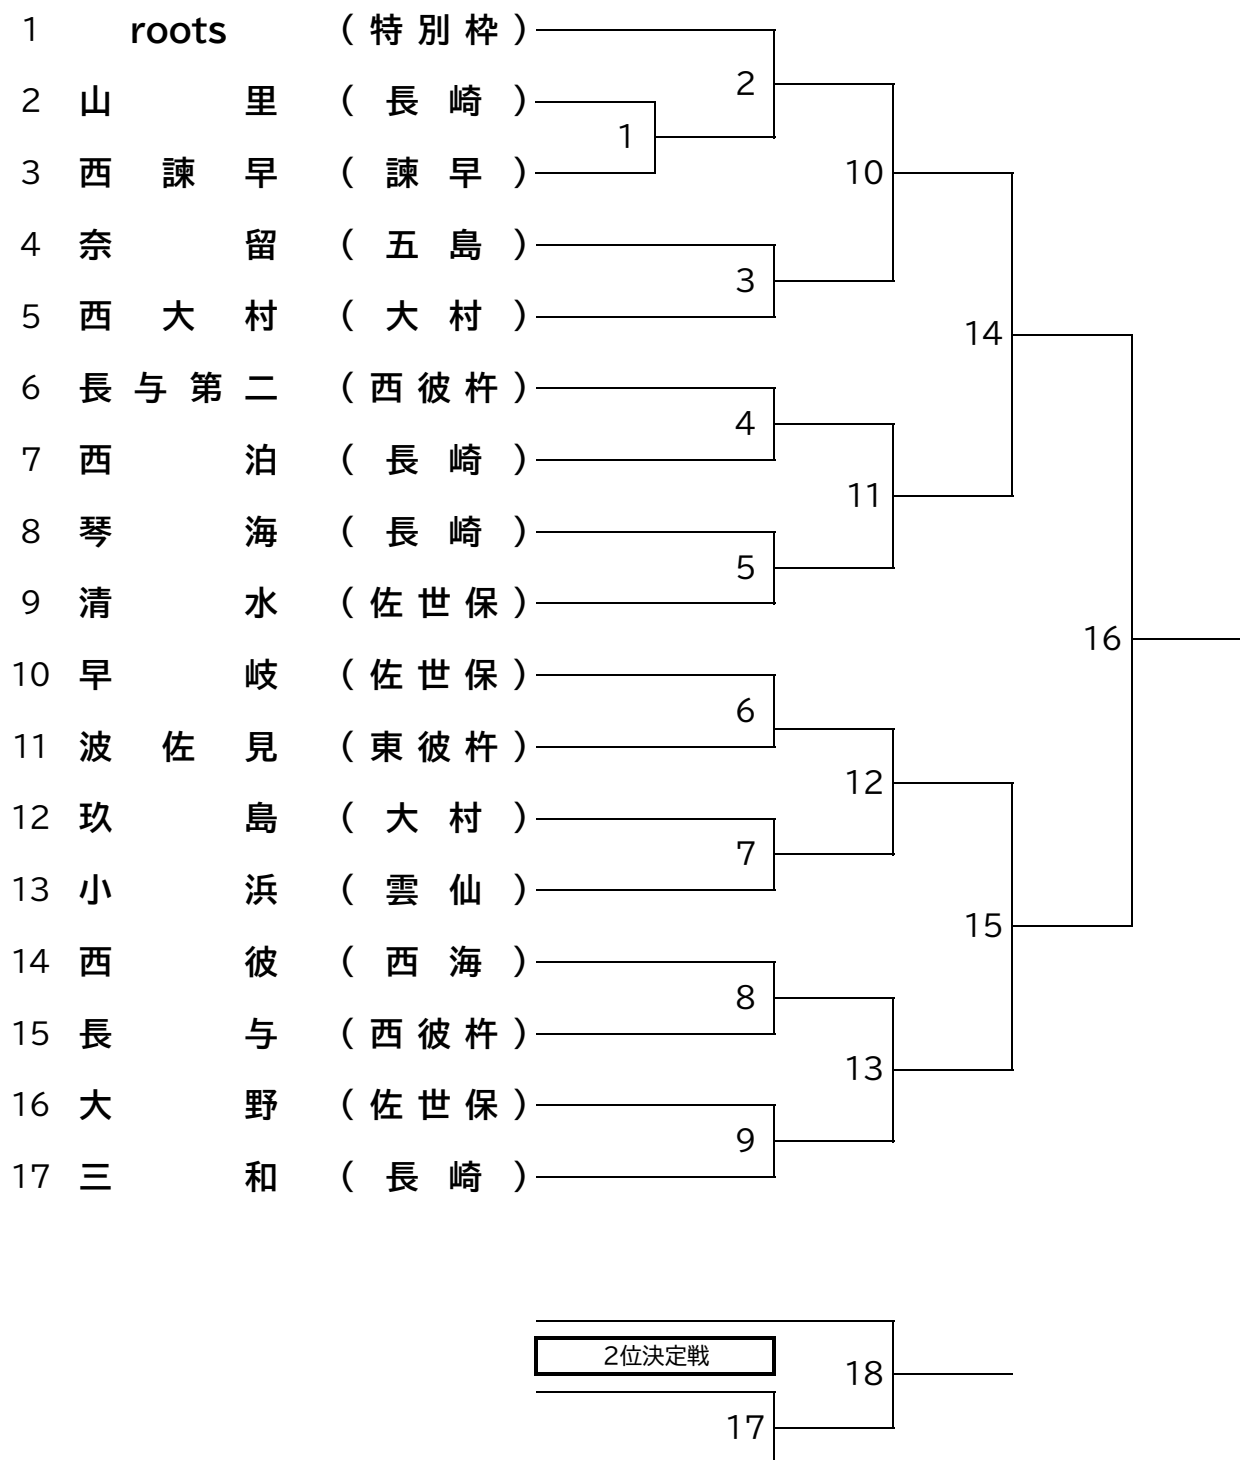 1 roots (特別枠)
2
2 山里 (長崎)
1
3 西諫早 (諫早)
10
4 奈留 (五島)
3
5 西大村 (大村)
14
6 長与第二 (西彼杵)
4
7 西泊 (長崎)
11
8 琴海 (長崎)
5
9 清水 (佐世保)
16
10 早岐 (佐世保)
6
11 波佐見 (東彼杵)
12
12 玖島 (大村)
7
13 小浜 (雲仙)
15
14 西彼 (西海)
8
15 長与 (西彼杵)
13
16 大野 (佐世保)
9
17 三和 (長崎)
2位決定戦
18
17